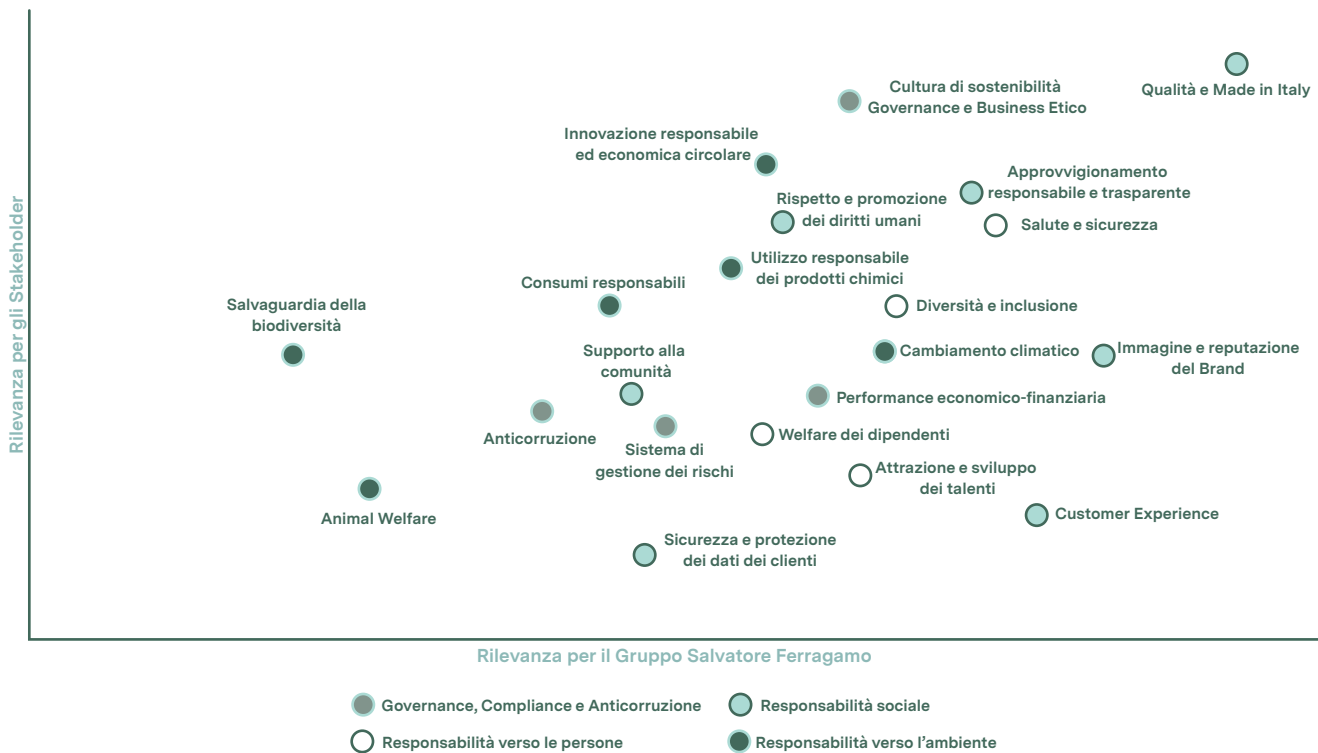 Qualità e Made in Italy
Cultura di sostenibilità
Governance e Business Etico
Innovazione responsabile
ed economica circolare
Approvvigionamento
responsabile e trasparente
Rispetto e promozione
dei diritti umani
Salute e sicurezza
Utilizzo responsabile
dei prodotti chimici
Consumi responsabili
Salvaguardia della
biodiversità
Diversità e inclusione
Supporto alla
comunità
Cambiamento climatico
Immagine e reputazione
del Brand
Performance economico-finanziaria
Anticorruzione
Sistema di
gestione dei rischi
Welfare dei dipendenti
Attrazione e sviluppo
dei talenti
Animal Welfare
Customer Experience
Sicurezza e protezione
dei dati dei clienti
Rilevanza per gli Stakeholder
Rilevanza per il Gruppo Salvatore Ferragamo
Governance, Compliance e Anticorruzione
Responsabilità sociale
Responsabilità verso le persone
Responsabilità verso l’ambiente